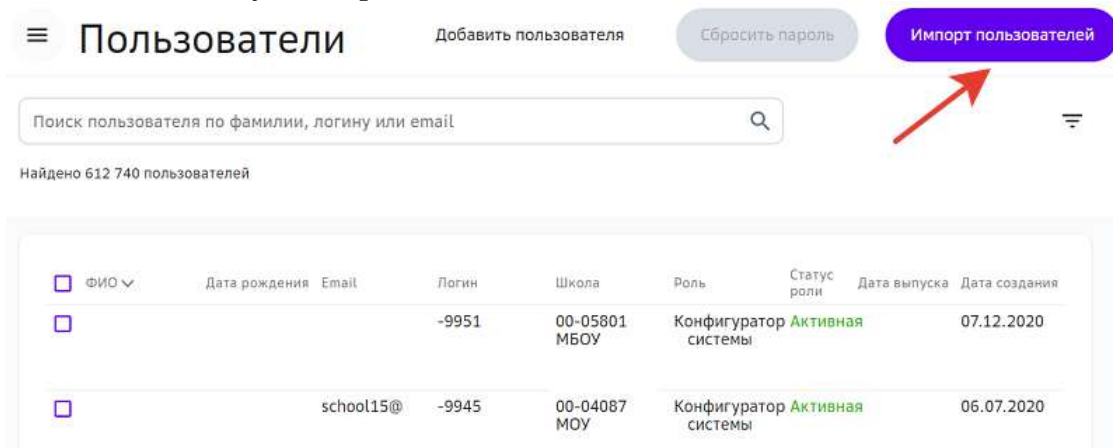 Пользователи
Добавить пользователя
Сбросить пароль
Импорт пользователей
Поиск пользователя по фамилии, логину или email
Найдено 612 740 пользователей
ФИО Дата рождения Email Логин Школа Роль Статус роли Дата выпуска Дата создания
-9951 00-05801 Конфигуратор Активная 07.12.2020
МБОУ системы
school15@ -9945 00-04087 Конфигуратор Активная 06.07.2020
МОУ системы